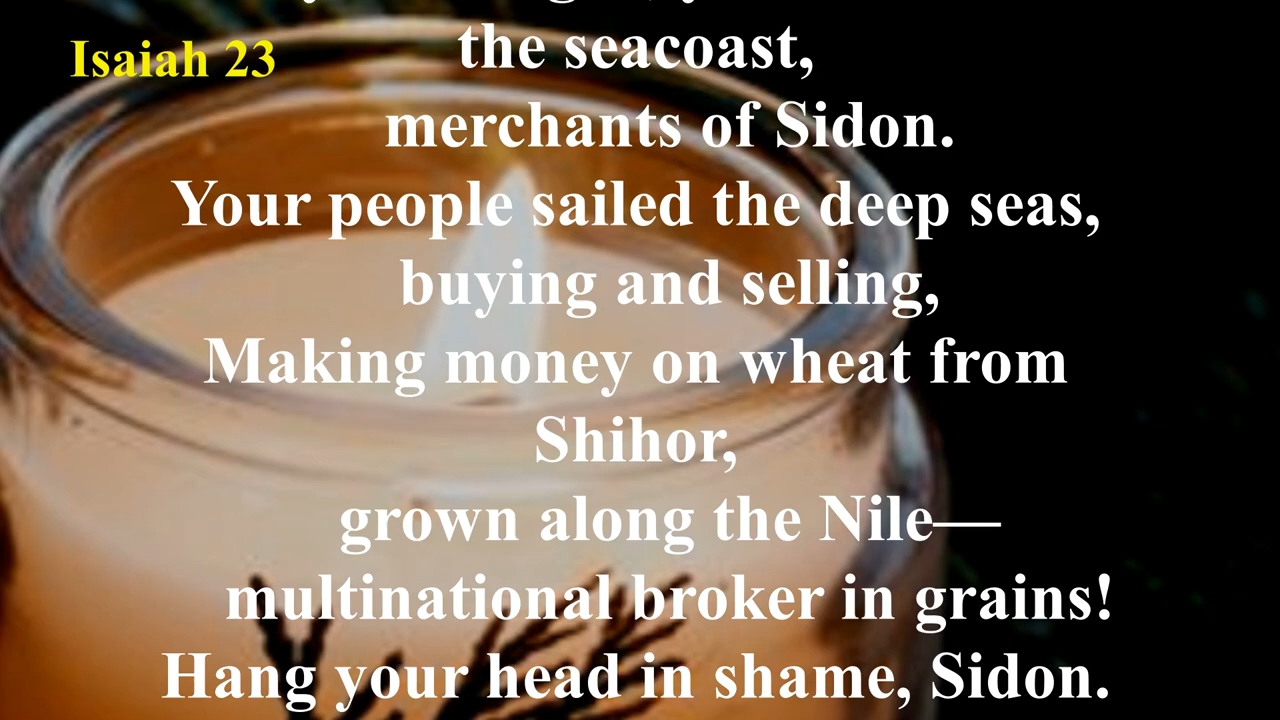 Isaiah 23
the seacoast,
merchants of Sidon.
Your people sailed the deep seas,
buying and selling,
Making money on wheat from
Shihor,
grown along the Nile—
multinational broker in grains!
Hang your head in shame, Sidon.